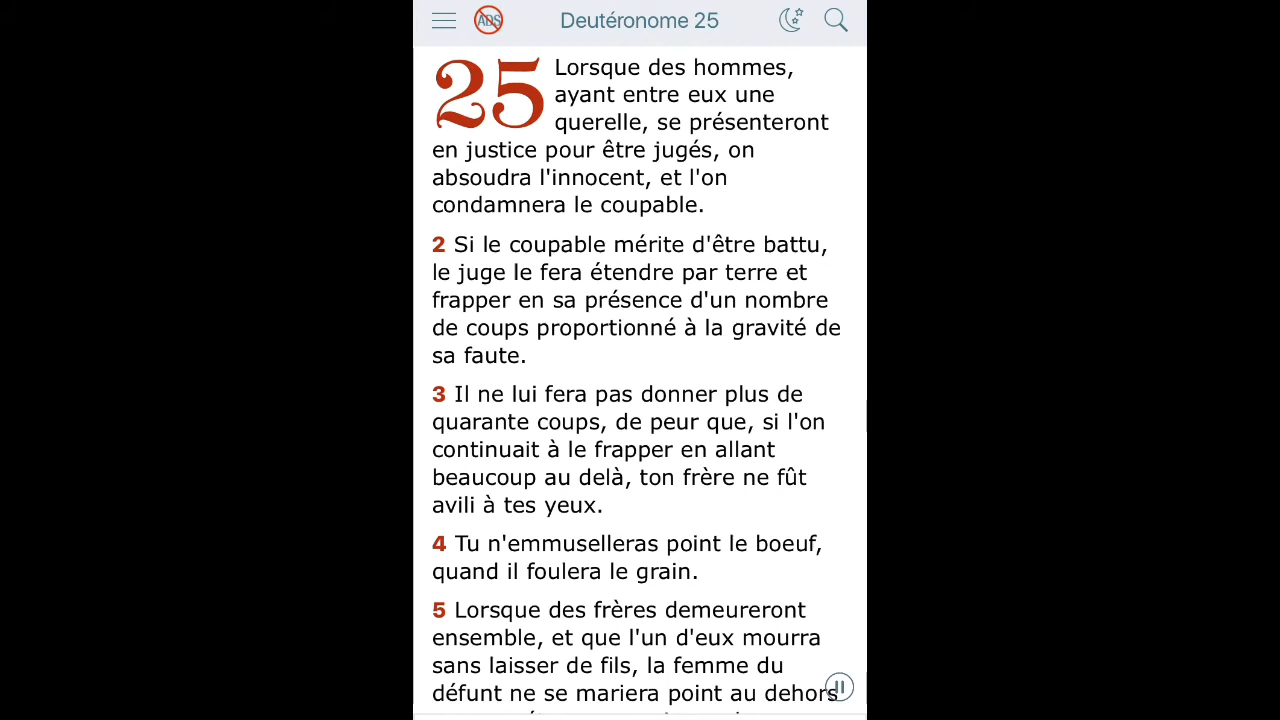 ADS
Deutéronome 25
25 Lorsque des hommes,
ayant entre eux une
querelle, se présenteront
en justice pour être jugés, on
absoudra l'innocent, et l'on
condamnera le coupable.
2 Si le coupable mérite d'être battu,
le juge le fera étendre par terre et
frapper en sa présence d'un nombre
de coups proportionné à la gravité de
sa faute.
3 Il ne lui fera pas donner plus de
quarante coups, de peur que, si l'on
continuait à le frapper en allant
beaucoup au delà, ton frère ne fût
avili à tes yeux.
4 Tu n'emmuselleras point le boeuf,
quand il foulera le grain.
5 Lorsque des frères demeureront
ensemble, et que l'un d'eux mourra
sans laisser de fils, la femme du
défunt ne se mariera point au dehors